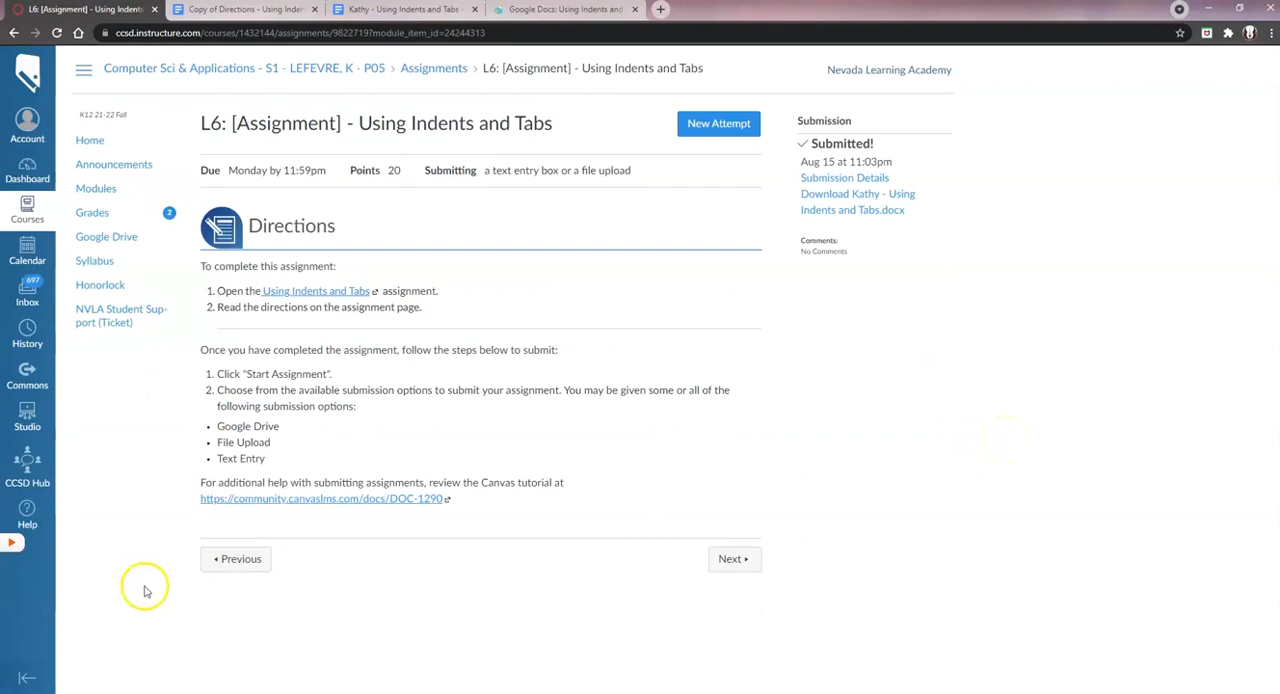 L6: [Assignment] - Using Indents
Copy of Directions - Using Inden
Kathy - Using Indents and Tabs -
Google Docs: Using Indents and
ccsd.instructure.com/courses/1432144/assignments/9822719?module_item_id=24244313
Computer Sci & Applications - S1 - LEFEVRE, K - P05 › Assignments › L6: [Assignment] - Using Indents and Tabs
Nevada Learning Academy
Account
Dashboard
Courses
Calendar
697
Inbox
History
Commons
Studio
CCSD Hub
Help
K12 21-22 Fall
Home
Announcements
Modules
Grades 2
Google Drive
Syllabus
Honorlock
NVLA Student Sup-
port (Ticket)
L6: [Assignment] - Using Indents and Tabs
New Attempt
Due Monday by 11:59pm Points 20 Submitting a text entry box or a file upload
Directions
To complete this assignment:
1. Open the Using Indents and Tabs assignment.
2. Read the directions on the assignment page.
Once you have completed the assignment, follow the steps below to submit:
1. Click "Start Assignment".
2. Choose from the available submission options to submit your assignment. You may be given some or all of the
following submission options:
• Google Drive
• File Upload
• Text Entry
For additional help with submitting assignments, review the Canvas tutorial at
https://community.canvaslms.com/docs/DOC-1290
Previous
Next
Submission
Submitted!
Aug 15 at 11:03pm
Submission Details
Download Kathy - Using
Indents and Tabs.docx
Comments:
No Comments